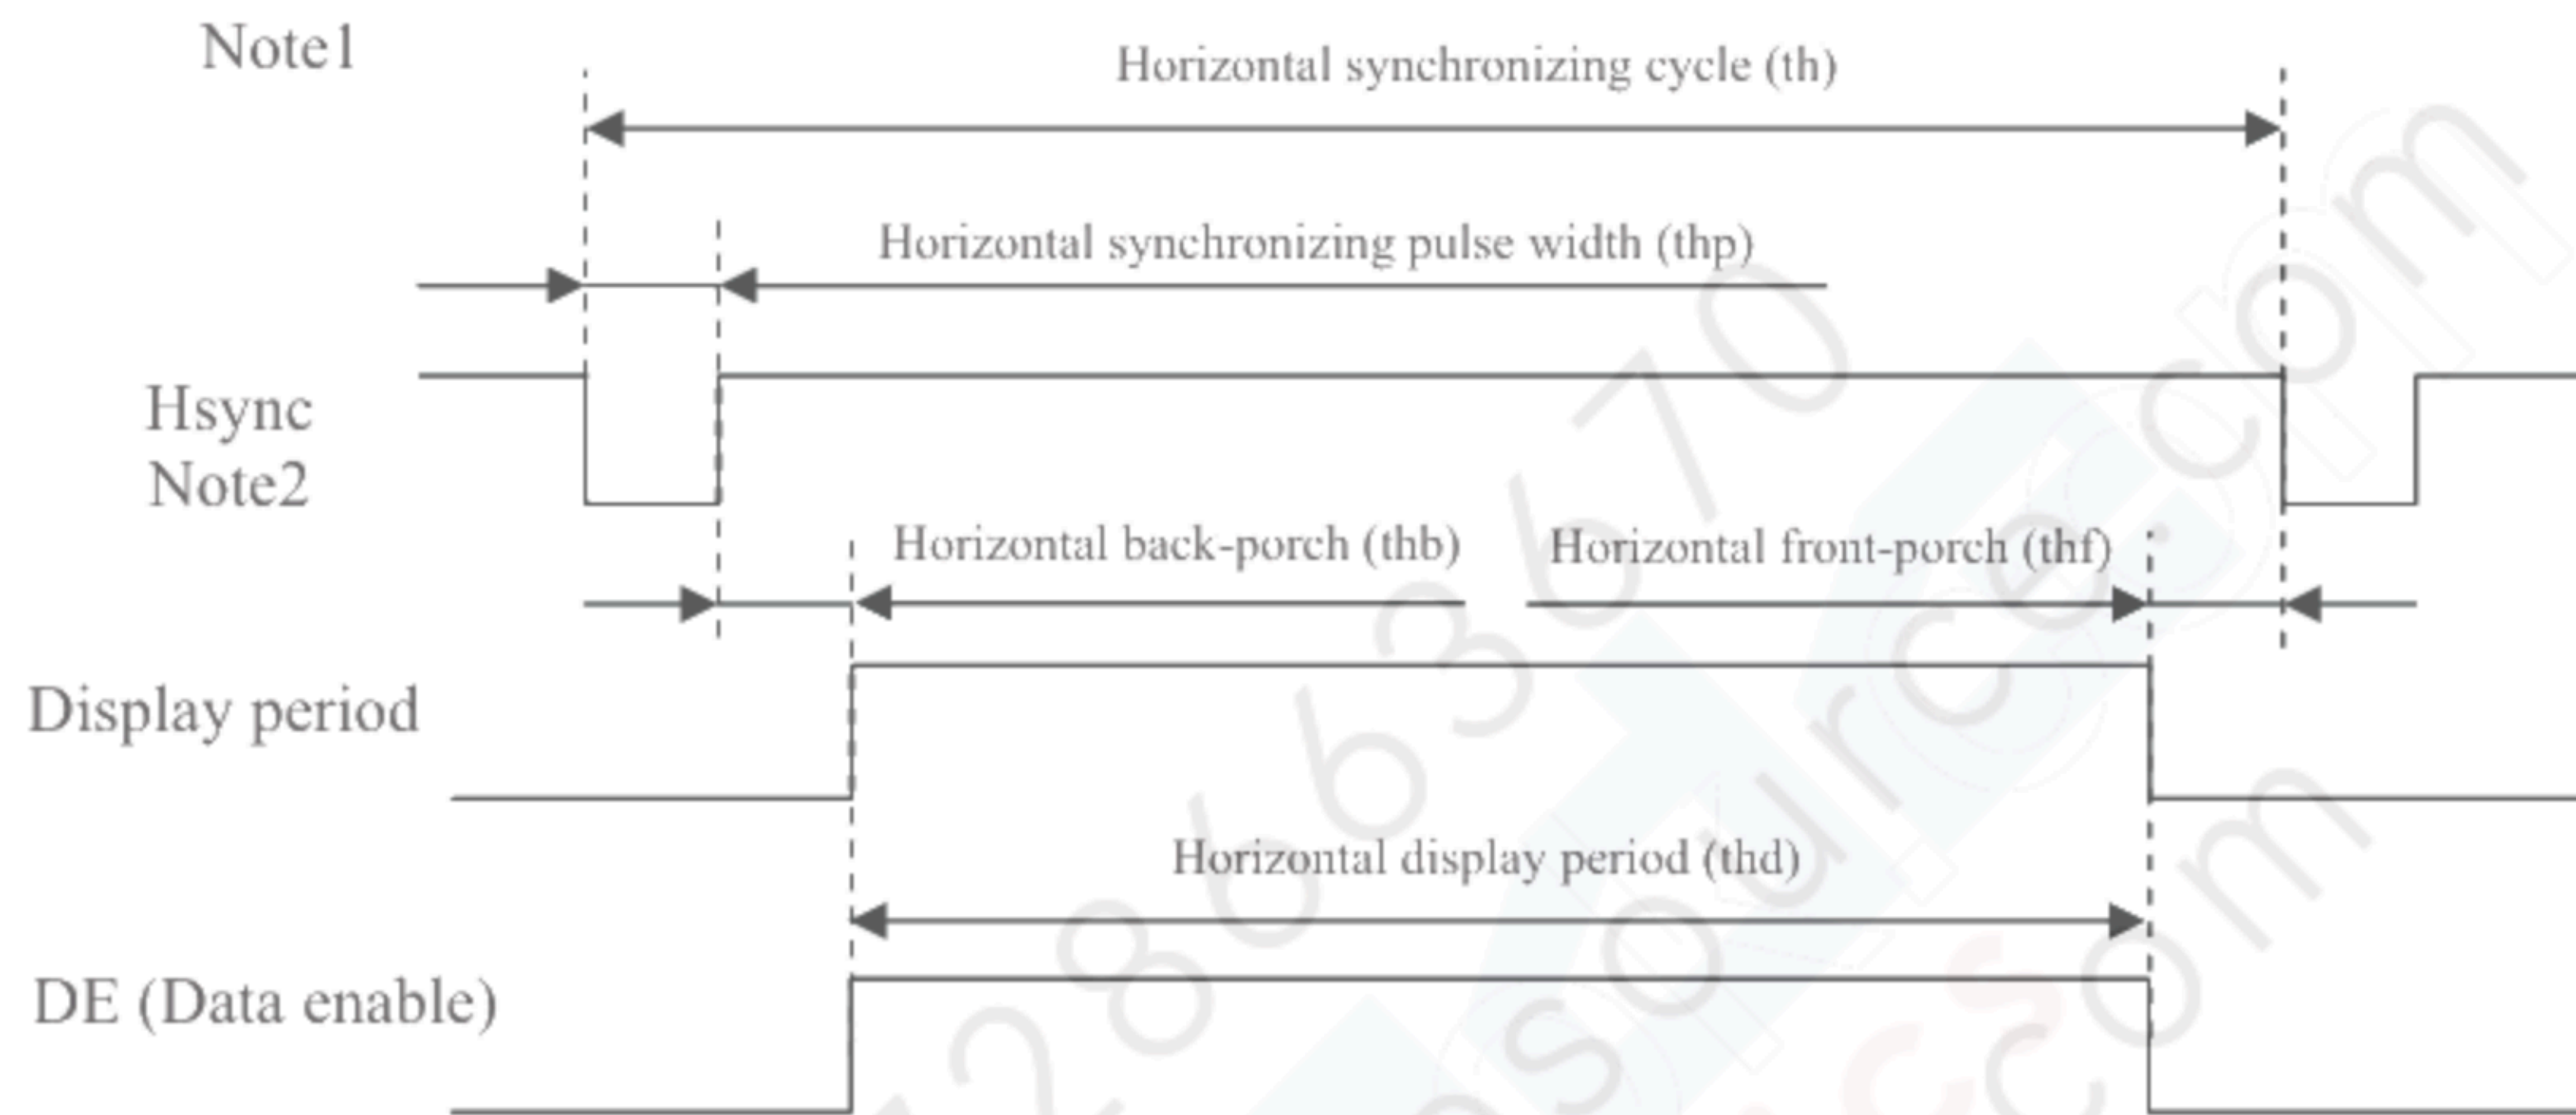 Note1
Horizontal synchronizing cycle (th)
Horizontal synchronizing pulse width (thp)
Hsync
Note2
Horizontal back-porch (thb)
Horizontal front-porch (thf)
Display period
Horizontal display period (thd)
DE (Data enable)